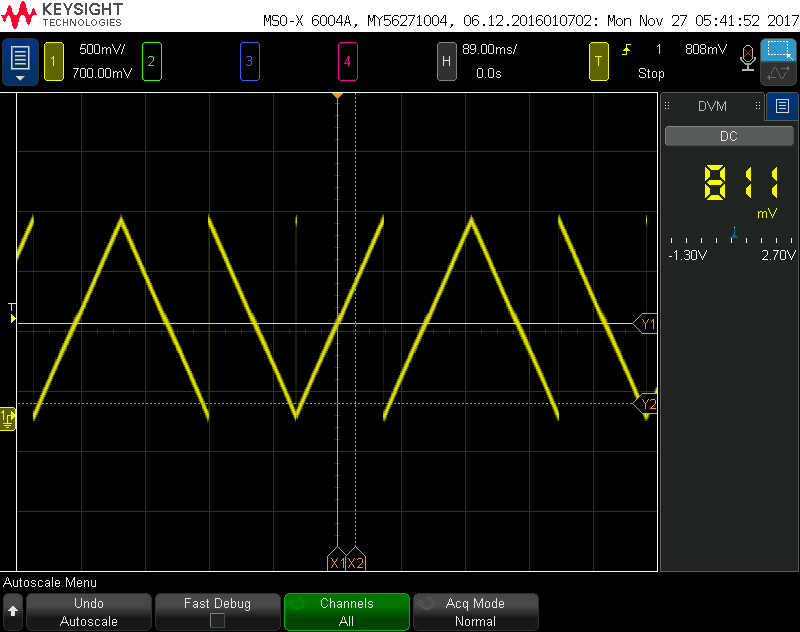 KEYSIGHT
TECHNOLOGIES
MSO-X 6004A, MY56271004, 06.12.2016010702: Mon Nov 27 05:41:52 2017
1 500mV/ 2 3 4 H 89.00ms/ T 1 808mV
700.00mV 0.0s Stop
DVM
DC
811
mV
-1.30V 2.70V
T
Y1
Y2
1
X1 X2
Autoscale Menu
Undo Fast Debug Channels Acq Mode
Autoscale All Normal